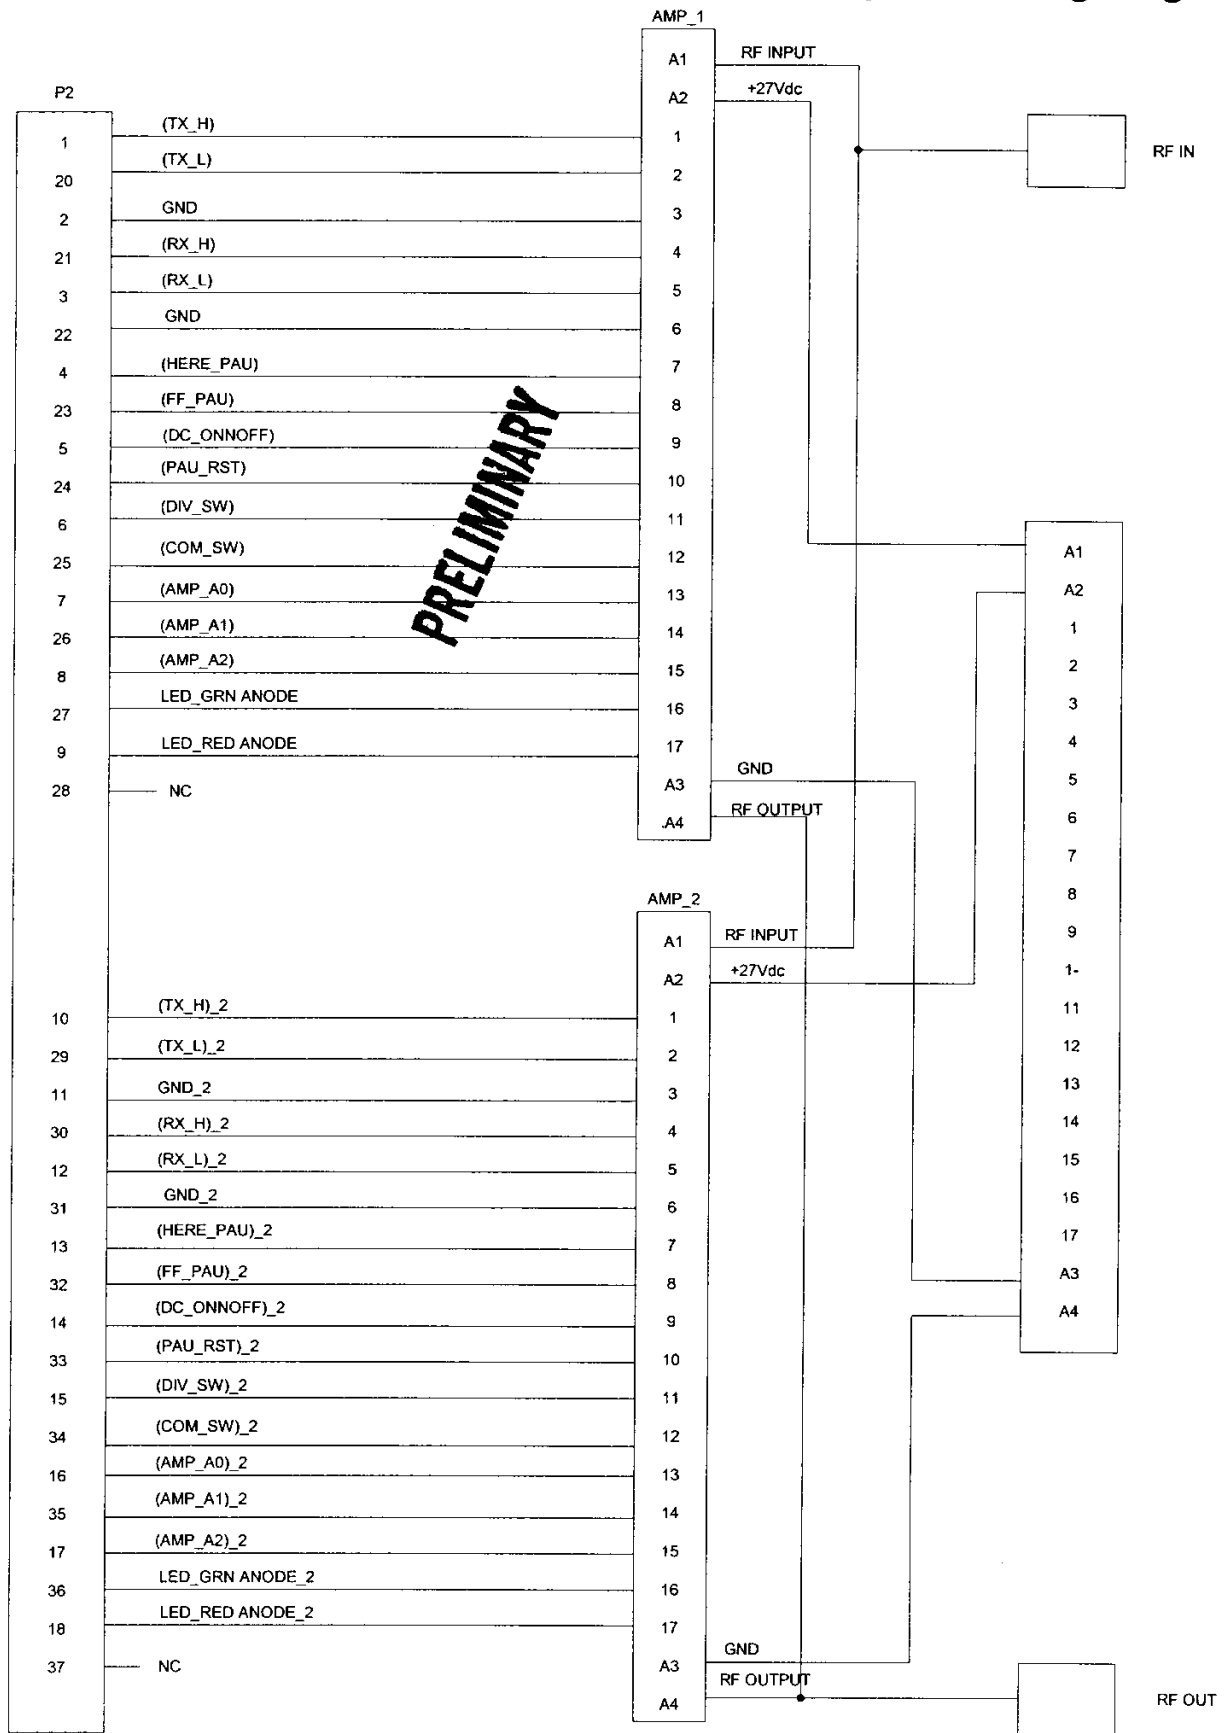 AMP_1
P2
1
20
2
21
3
22
4
23
5
24
6
25
7
26
8
27
9
28
(TX_H)
(TX_L)
GND
(RX_H)
(RX_L)
GND
(HERE_PAU)
(FF_PAU)
(DC_ONNOFF)
(PAU_RST)
(DIV_SW)
(COM_SW)
(AMP_A0)
(AMP_A1)
(AMP_A2)
LED_GRN ANODE
LED_RED ANODE
NC
PRELIMINARY
A1
A2
1
2
3
4
5
6
7
8
9
10
11
12
13
14
15
16
17
A3
A4
RF INPUT
+27Vdc
GND
RF OUTPUT
RF IN
AMP_2
10
29
11
30
12
31
13
32
14
33
15
34
16
35
17
36
18
37
(TX_H)_2
(TX_L)_2
GND_2
(RX_H)_2
(RX_L)_2
GND_2
(HERE_PAU)_2
(FF_PAU)_2
(DC_ONNOFF)_2
(PAU_RST)_2
(DIV_SW)_2
(COM_SW)_2
(AMP_A0)_2
(AMP_A1)_2
(AMP_A2)_2
LED_GRN ANODE_2
LED_RED ANODE_2
NC
A1
A2
1
2
3
4
5
6
7
8
9
10
11
12
13
14
15
16
17
A3
A4
RF INPUT
+27Vdc
GND
RF OUTPUT
A1
A2
1
2
3
4
5
6
7
8
9
1-
11
12
13
14
15
16
17
A3
A4
RF OUT